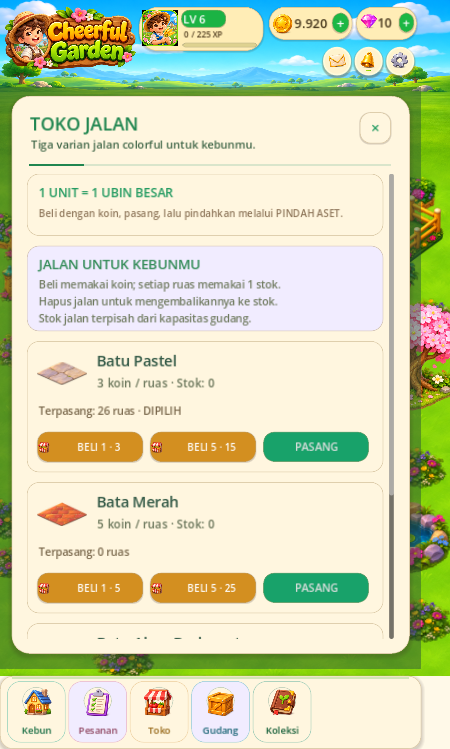 Cheerful
Garden
LV 6
0 / 225 XP
9.920 +
10 +
TOKO JALAN
Tiga varian jalan colorful untuk kebunmu.
×
1 UNIT = 1 UBIN BESAR
Beli dengan koin, pasang, lalu pindahkan melalui PINDAH ASET.
JALAN UNTUK KEBUNMU
Beli memakai koin; setiap ruas memakai 1 stok.
Hapus jalan untuk mengembalikannya ke stok.
Stok jalan terpisah dari kapasitas gudang.
Batu Pastel
3 koin / ruas · Stok: 0
Terpasang: 26 ruas · DIPILIH
BELI 1 · 3
BELI 5 · 15
PASANG
Bata Merah
5 koin / ruas · Stok: 0
Terpasang: 0 ruas
BELI 1 · 5
BELI 5 · 25
PASANG
Kebun
Pesanan
Toko
Gudang
Koleksi